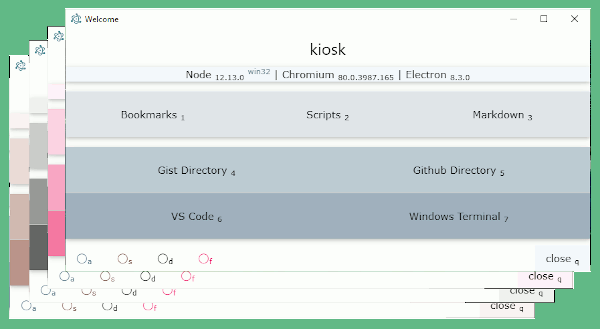 Welcome
kiosk
Node 12.13.0 win32 | Chromium 80.0.3987.165 | Electron 8.3.0
Bookmarks 1 Scripts 2 Markdown 3
Gist Directory 4 Github Directory 5
VS Code 6 Windows Terminal 7
a s d f close q
a s d f close q
a s d f close q
a s d f close q